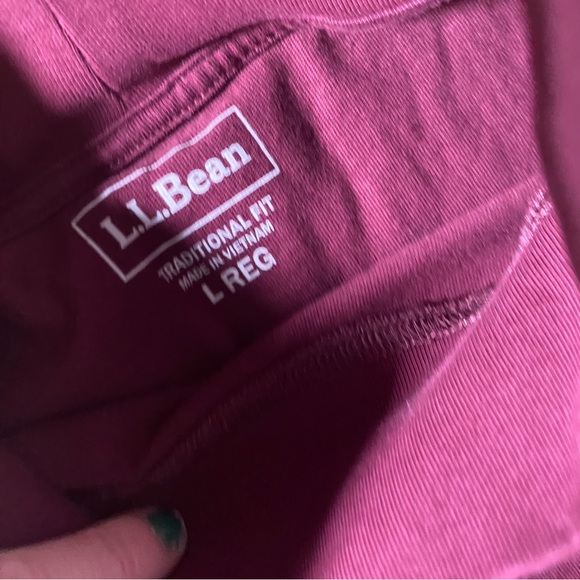 L.L.Bean
TRADITIONAL FIT
MADE IN VIETNAM
L REG